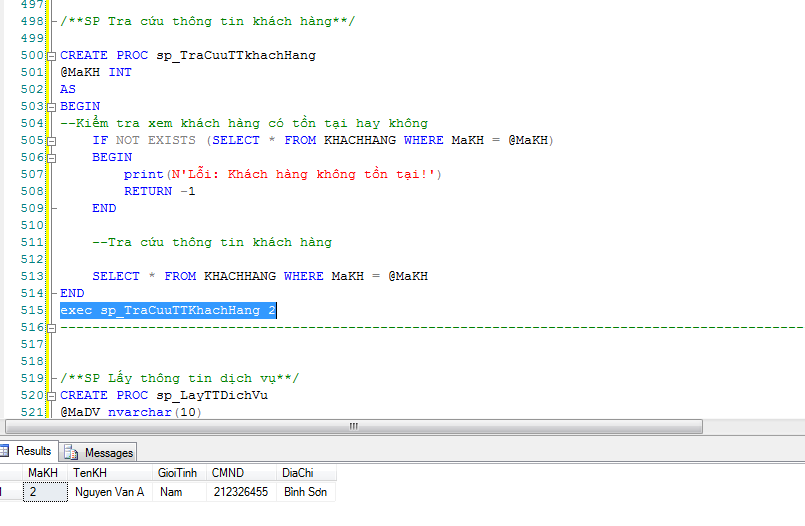 497
498 /**SP Tra cứu thông tin khách hàng**/
499
500 CREATE PROC sp_TraCuuTTkhachHang
501 @MaKH INT
502 AS
503 BEGIN
504 --Kiểm tra xem khách hàng có tồn tại hay không
505 IF NOT EXISTS (SELECT * FROM KHACHHANG WHERE MaKH = @MaKH)
506 BEGIN
507 print(N'Lỗi: Khách hàng không tồn tại!')
508 RETURN -1
509 END
510
511 --Tra cứu thông tin khách hàng
512
513 SELECT * FROM KHACHHANG WHERE MaKH = @MaKH
514 END
515 exec sp_TraCuuTTKhachHang 2
516 --------------------------------------------------------------------------------------------
517
518
519 /**SP Lấy thông tin dịch vụ**/
520 CREATE PROC sp_LayTTDichVu
521 @MaDV nvarchar(10)
Results Messages
MaKH TenKH GioiTinh CMND DiaChi
2 Nguyen Van A Nam 212326455 Bình Sơn